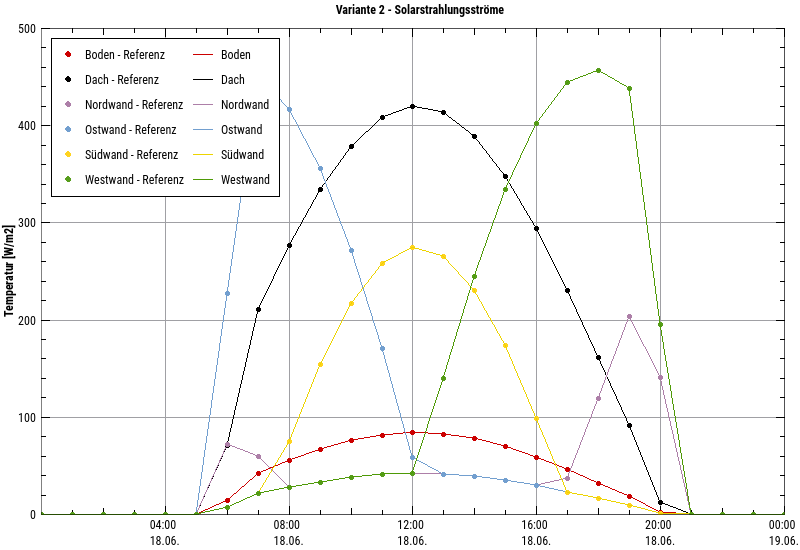 Variante 2 - Solarstrahlungsströme
500
400
300
200
100
0
Temperatur [W/m2]
Boden - Referenz Boden
Dach - Referenz Dach
Nordwand - Referenz Nordwand
Ostwand - Referenz Ostwand
Südwand - Referenz Südwand
Westwand - Referenz Westwand
04:00 08:00 12:00 16:00 20:00 00:00
18.06. 18.06. 18.06. 18.06. 18.06. 19.06.